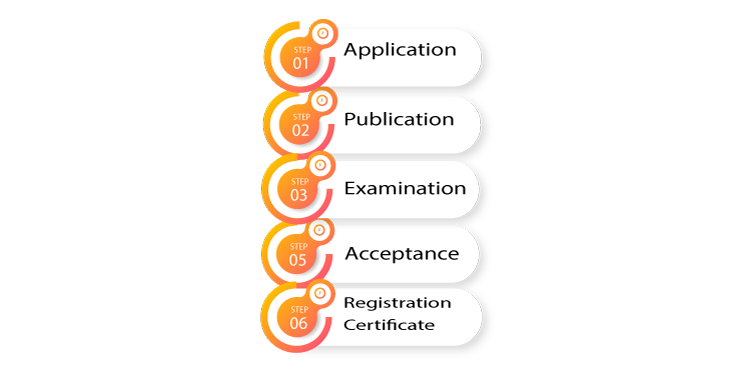 STEP
01
Application
STEP
02
Publication
STEP
03
Examination
STEP
05
Acceptance
STEP
06
Registration
Certificate